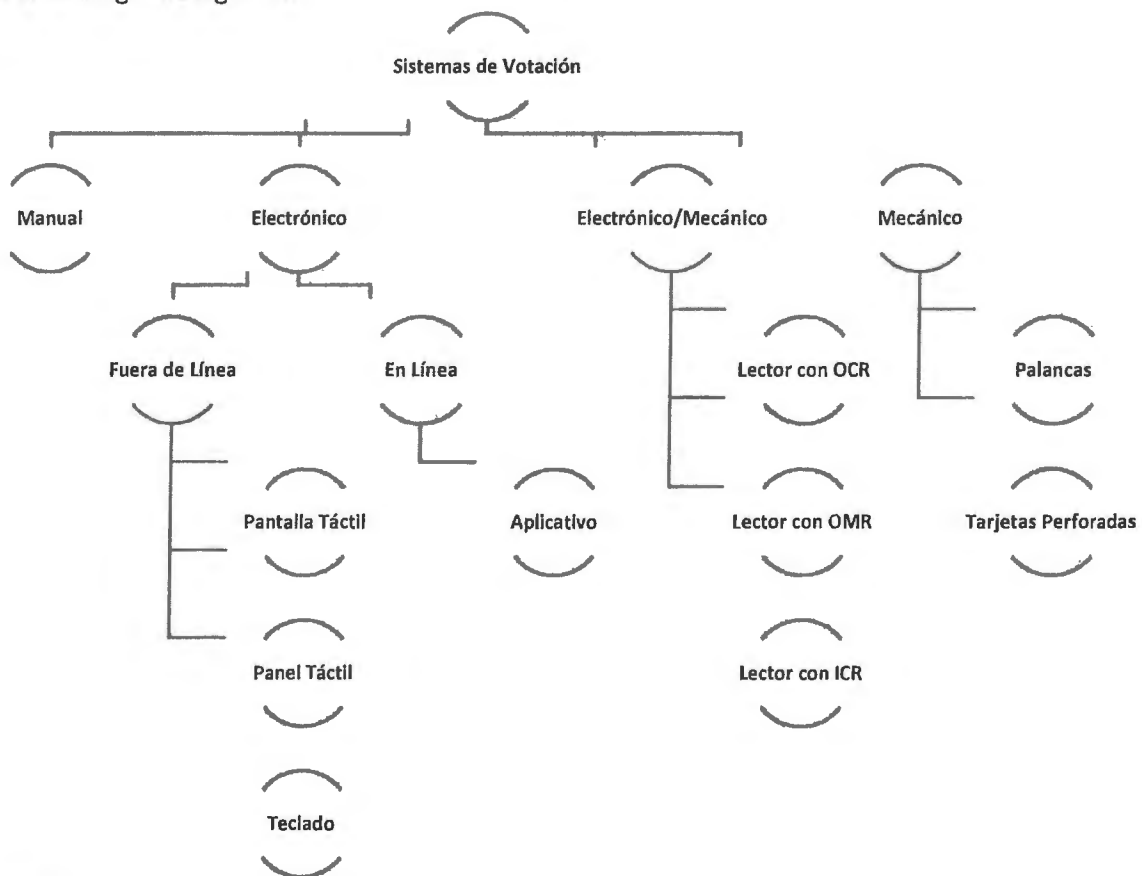 Sistemas de Votación
Manual
Electrónico
Electrónico/Mecánico
Mecánico
Fuera de Línea
En Línea
Lector con OCR
Palancas
Pantalla Táctil
Aplicativo
Lector con OMR
Tarjetas Perforadas
Panel Táctil
Lector con ICR
Teclado